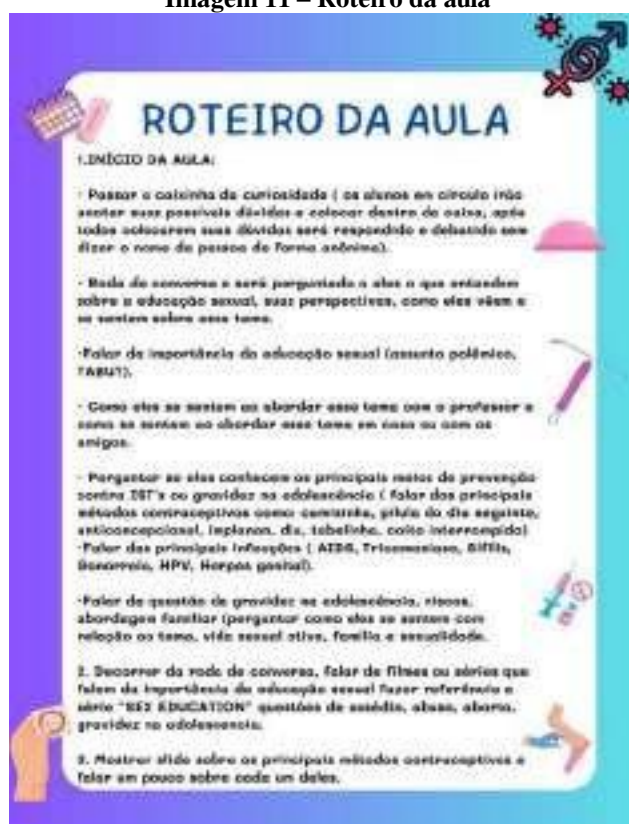 Imagem 11 – Roteiro da aula
ROTEIRO DA AULA
1.INÍCIO DA AULA:
- Passar a caixinha da curiosidade ( os alunos en circulo irão
anotar suas possíveis dúvidas e colocar dentro da caixa, após
todos colocarem suas dúvidas será respondido e debatido sem
dizer o nome da pessoa de forma anônima).
- Roda de conversa e será perguntado a eles o que entendem
sobre a educação sexual, suas perspectivas, como eles vêem e
se sentem sobre esse tema.
-Falar da importância da educação sexual (assunto polêmico,
TABU?).
- Como eles se sentem ao abordar esse tema com o professor e
como se sentem ao abordar esse tema em casa ou com os
amigos.
- Perguntar se eles conhecem os principais meios de prevenção
contra IST's ou gravidez na adolescência ( falar dos principais
métodos contraceptivos como: camisinha, pílula do dia seguinte,
anticoncepcional, implanon, diu, tabelinha, coito interrompido)
-Falar das principais infecções ( AIDS, Tricomoníase, Sífilis,
Gonorreia, HPV, Herpes genital).
-Falar da questão da gravidez na adolescência, riscos,
abordagem familiar (perguntar como eles se sentem com
relação ao tema, vida sexual ativa, família e sexualidade.
2. Decorrer da roda de conversa, falar de filmes ou séries que
falem da importância da educação sexual fazer referência a
série "SEX EDUCATION" questões de assédio, abuso, aborto,
gravidez na adolescencia.
3. Mostrar slide sobre os principais métodos contraceptivos e
falar um pouco sobre cada un deles.